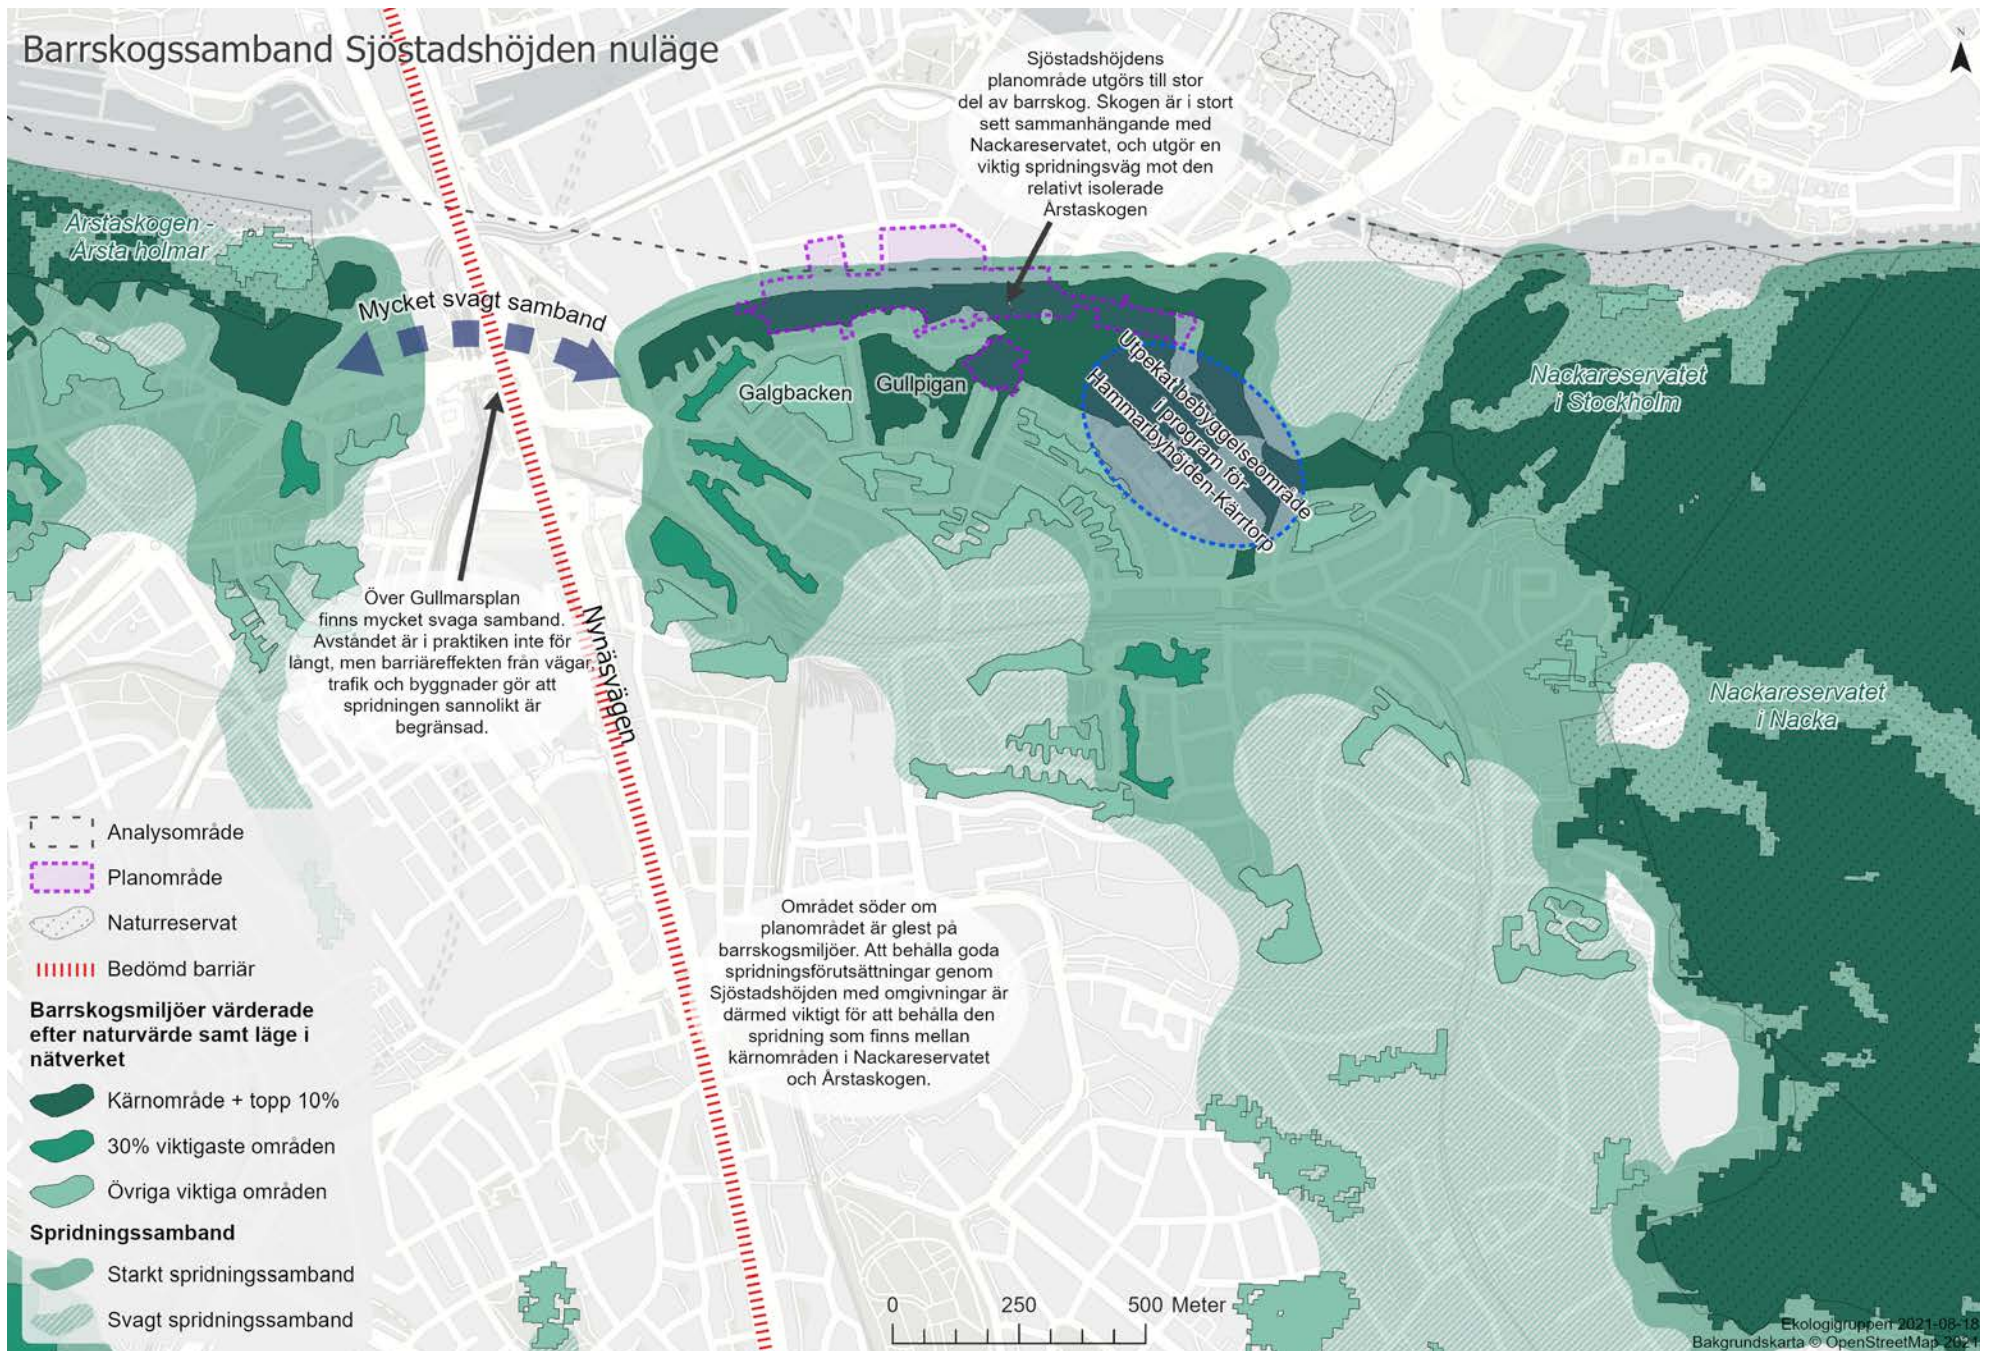 Barrskogssamband Sjöstadshöjden nuläge
N
Sjöstadshöjdens
planområde utgörs till stor
del av barrskog. Skogen är i stort
sett sammanhängande med
Nackareservatet, och utgör en
viktig spridningsväg mot den
relativt isolerade
Årstaskogen
Årstaskogen -
Årsta holmar
Mycket svagt samband
Galgbacken
Gullpigan
Utpekat bebyggelseområde
i program för
Hammarbyhöjden-Kärrtorp
Nackareservatet
i Stockholm
Över Gullmarsplan
finns mycket svaga samband.
Avståndet är i praktiken inte för
långt, men barriäreffekten från vägar,
trafik och byggnader gör att
spridningen sannolikt är
begränsad.
Nynäsvägen
Nackareservatet
i Nacka
Området söder om
planområdet är glest på
barrskogsmiljöer. Att behålla goda
spridningsförutsättningar genom
Sjöstadshöjden med omgivningar är
därmed viktigt för att behålla den
spridning som finns mellan
kärnområden i Nackareservatet
och Årstaskogen.
Analysområde
Planområde
Naturreservat
Bedömd barriär
Barrskogsmiljöer värderade
efter naturvärde samt läge i
nätverket
Kärnområde + topp 10%
30% viktigaste områden
Övriga viktiga områden
Spridningssamband
Starkt spridningssamband
Svagt spridningssamband
0 250 500 Meter
Ekologigruppen 2021-08-18
Bakgrundskarta © OpenStreetMap 2021